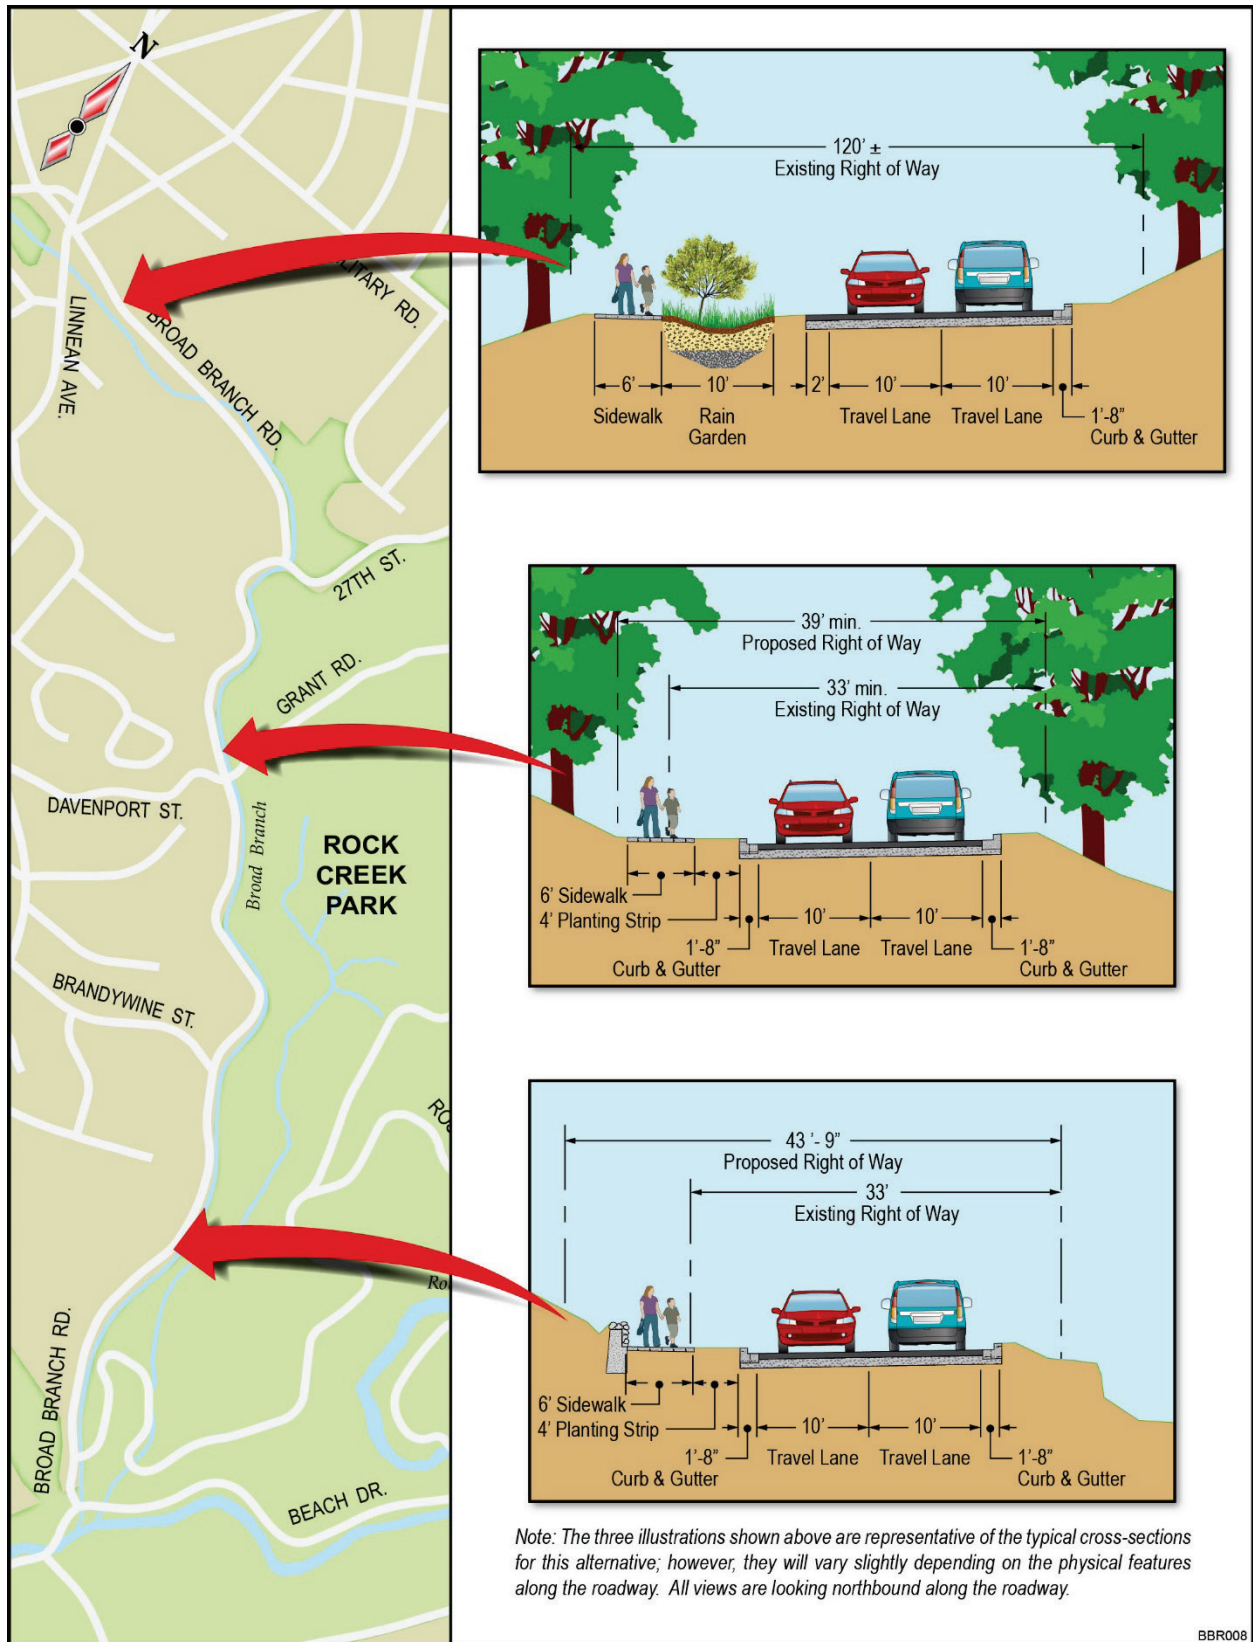 N
LINNEAN AVE.
LITARY RD.
BROAD BRANCH RD.
27TH ST.
GRANT RD.
DAVENPORT ST.
Broad Branch
ROCK
CREEK
PARK
BRANDYWINE ST.
BROAD BRANCH RD.
BEACH DR.
120’ ±
Existing Right of Way
6’ 10’ 2’ 10’ 10’
Sidewalk Rain Garden Travel Lane Travel Lane 1’-8”
Curb & Gutter
39’ min.
Proposed Right of Way
33’ min.
Existing Right of Way
6’ Sidewalk
4’ Planting Strip
10’ 10’
1’-8” Travel Lane Travel Lane 1’-8”
Curb & Gutter Curb & Gutter
43 ’- 9”
Proposed Right of Way
33’
Existing Right of Way
6’ Sidewalk
4’ Planting Strip
10’ 10’
1’-8” Travel Lane Travel Lane 1’-8”
Curb & Gutter Curb & Gutter
Note: The three illustrations shown above are representative of the typical cross-sections
for this alternative; however, they will vary slightly depending on the physical features
along the roadway. All views are looking northbound along the roadway.
BBR008